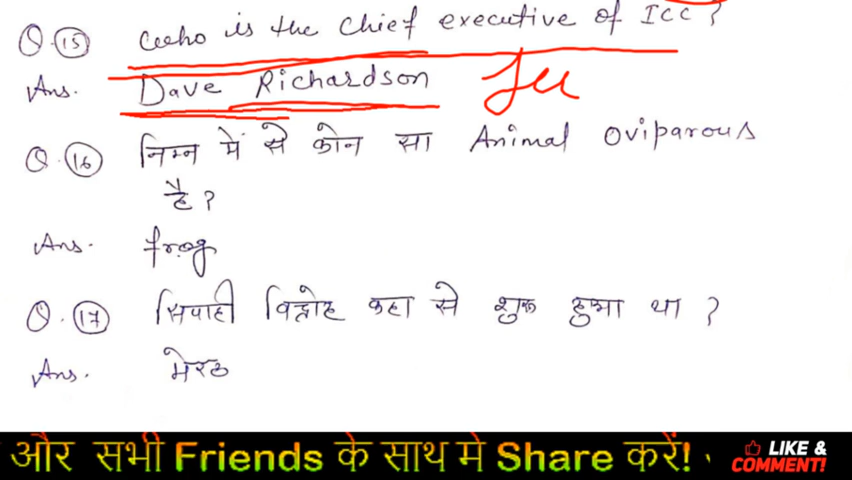 Q.15 Who is the Chief executive of ICC?
Ans. Dave Richardson
Q.16 निम्न में से कोन सा Animal Oviparous
है?
Ans. frog
Q.17 सिपाही विद्रोह कहा से शुरू हुआ था?
Ans. मेरठ
और सभी Friends के साथ मे Share करें!
LIKE &
COMMENT!